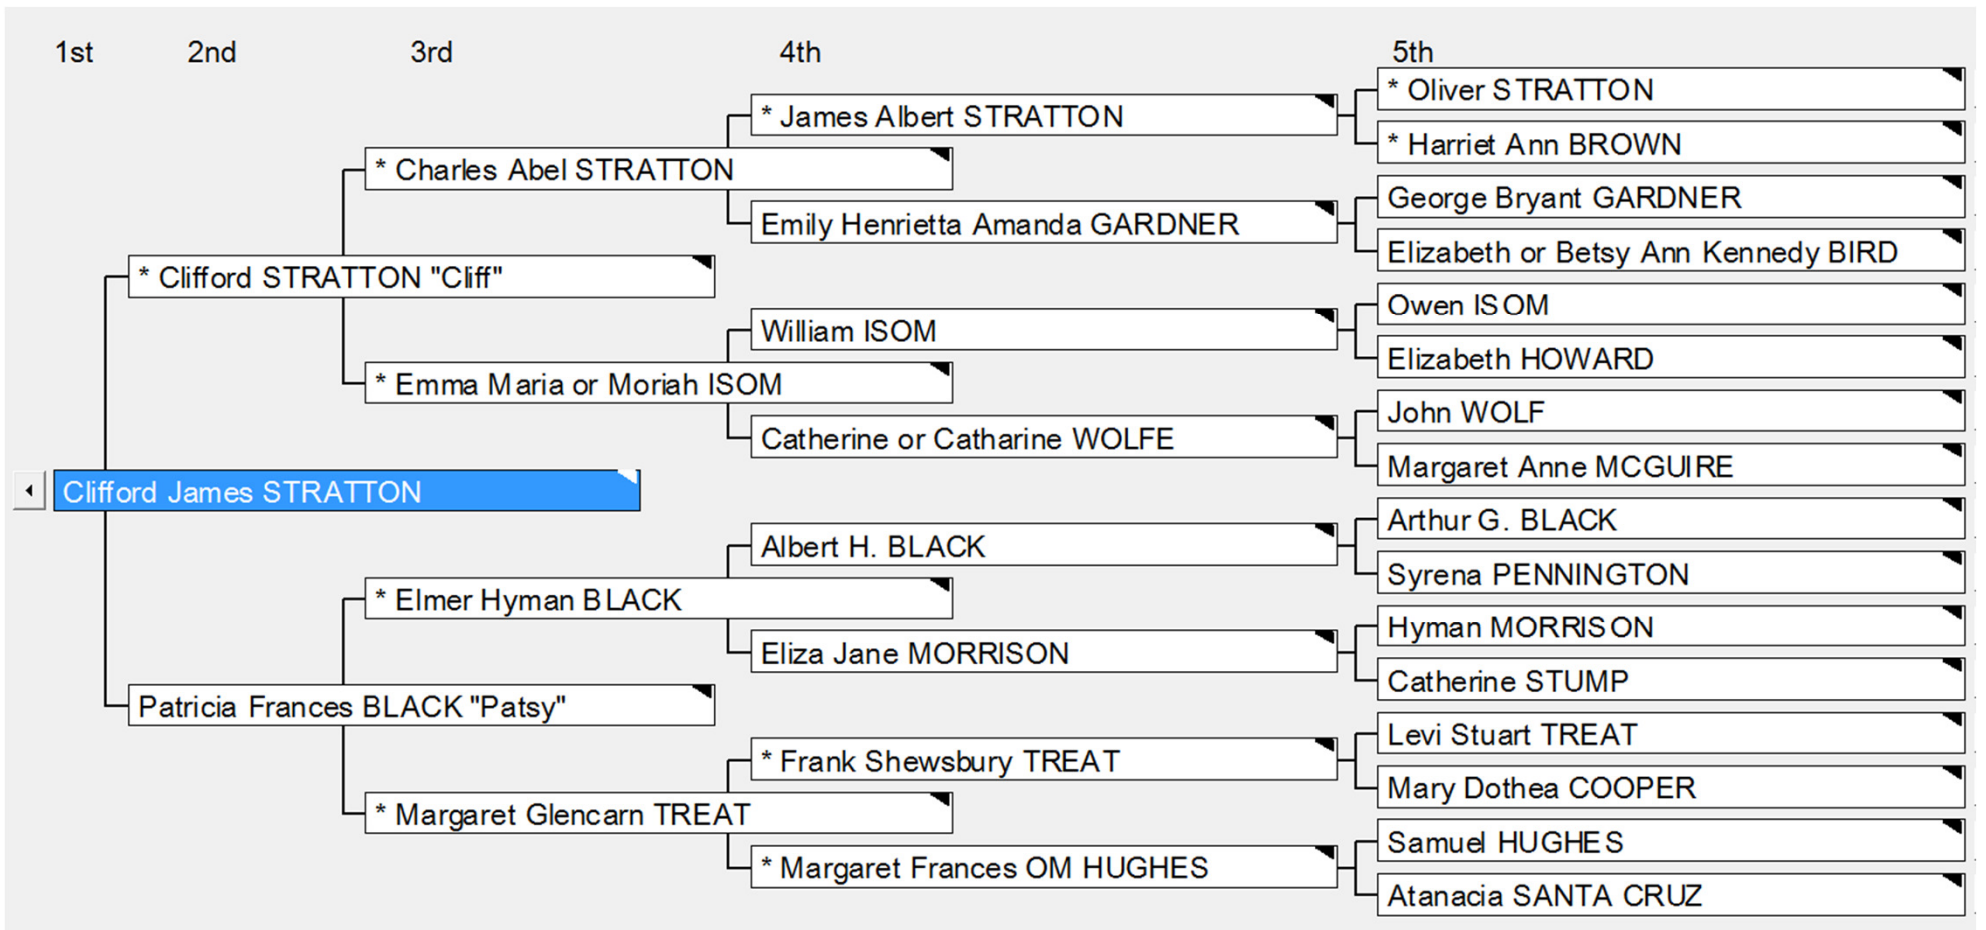 1st 2nd 3rd 4th 5th
* Oliver STRATTON
* James Albert STRATTON
* Harriet Ann BROWN
* Charles Abel STRATTON
George Bryant GARDNER
Emily Henrietta Amanda GARDNER
Elizabeth or Betsy Ann Kennedy BIRD
* Clifford STRATTON "Cliff"
Owen ISOM
William ISOM
Elizabeth HOWARD
* Emma Maria or Moriah ISOM
John WOLF
Catherine or Catharine WOLFE
Margaret Anne MCGUIRE
Clifford James STRATTON
Arthur G. BLACK
Albert H. BLACK
Syrena PENNINGTON
* Elmer Hyman BLACK
Hyman MORRISON
Eliza Jane MORRISON
Catherine STUMP
Patricia Frances BLACK "Patsy"
Levi Stuart TREAT
* Frank Shewsbury TREAT
Mary Dothea COOPER
* Margaret Glencarn TREAT
Samuel HUGHES
* Margaret Frances OM HUGHES
Atanacia SANTA CRUZ